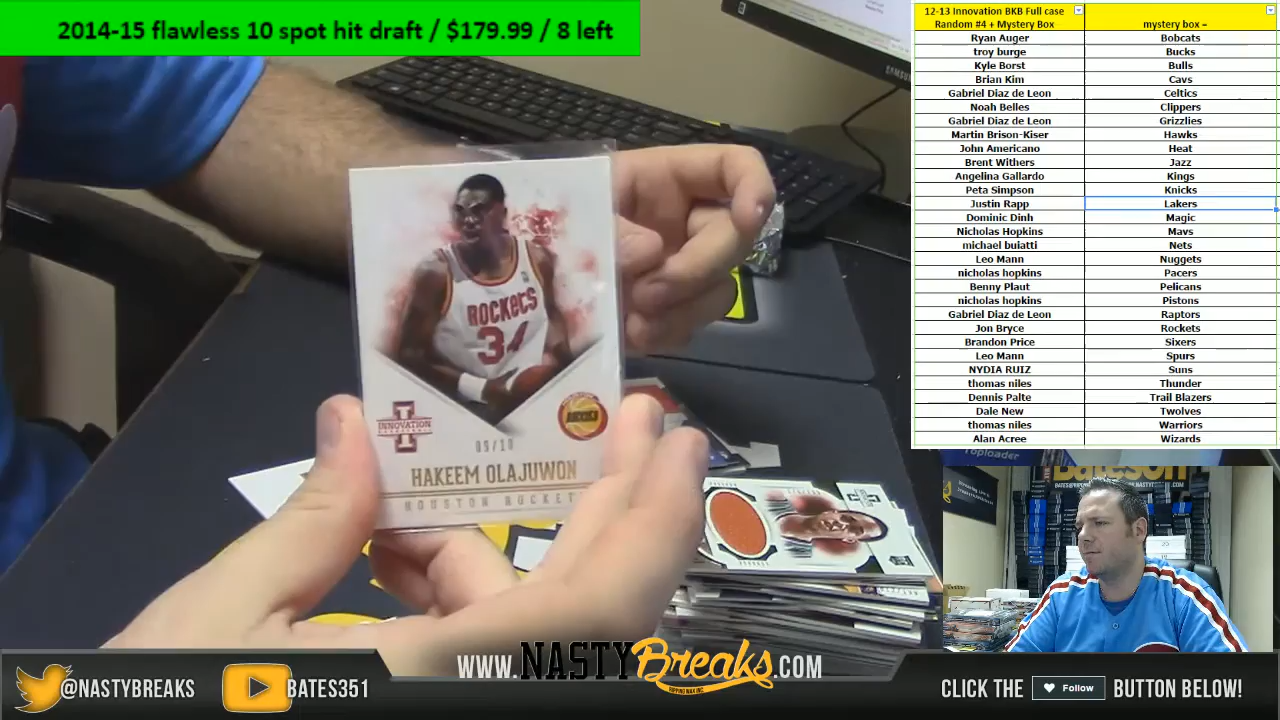 2014-15 flawless 10 spot hit draft / $179.99 / 8 left
12-13 Innovation BKB Full case
Random #4 + Mystery Box
mystery box =
Ryan Auger Bobcats
troy burge Bucks
Kyle Borst Bulls
Brian Kim Cavs
Gabriel Diaz de Leon Celtics
Noah Belles Clippers
Gabriel Diaz de Leon Grizzlies
Martin Brison-Kiser Hawks
John Americano Heat
Brent Withers Jazz
Angelina Gallardo Kings
Peta Simpson Knicks
Justin Rapp Lakers
Dominic Dinh Magic
Nicholas Hopkins Mavs
michael buiatti Nets
Leo Mann Nuggets
nicholas hopkins Pacers
Benny Plaut Pelicans
nicholas hopkins Pistons
Gabriel Diaz de Leon Raptors
Jon Bryce Rockets
Brandon Price Sixers
Leo Mann Spurs
NYDIA RUIZ Suns
thomas niles Thunder
Dennis Palte Trail Blazers
Dale New Twolves
thomas niles Warriors
Alan Acree Wizards
SAMSUNG
ROCKETS
34
I
INNOVATION
09/10
HAKEEM OLAJUWON
HOUSTON ROCKETS
Toploader
@NASTYBREAKS
BATES351
WWW.NASTYBreaks.COM
RIPPING WAX INC
CLICK THE Follow BUTTON BELOW!